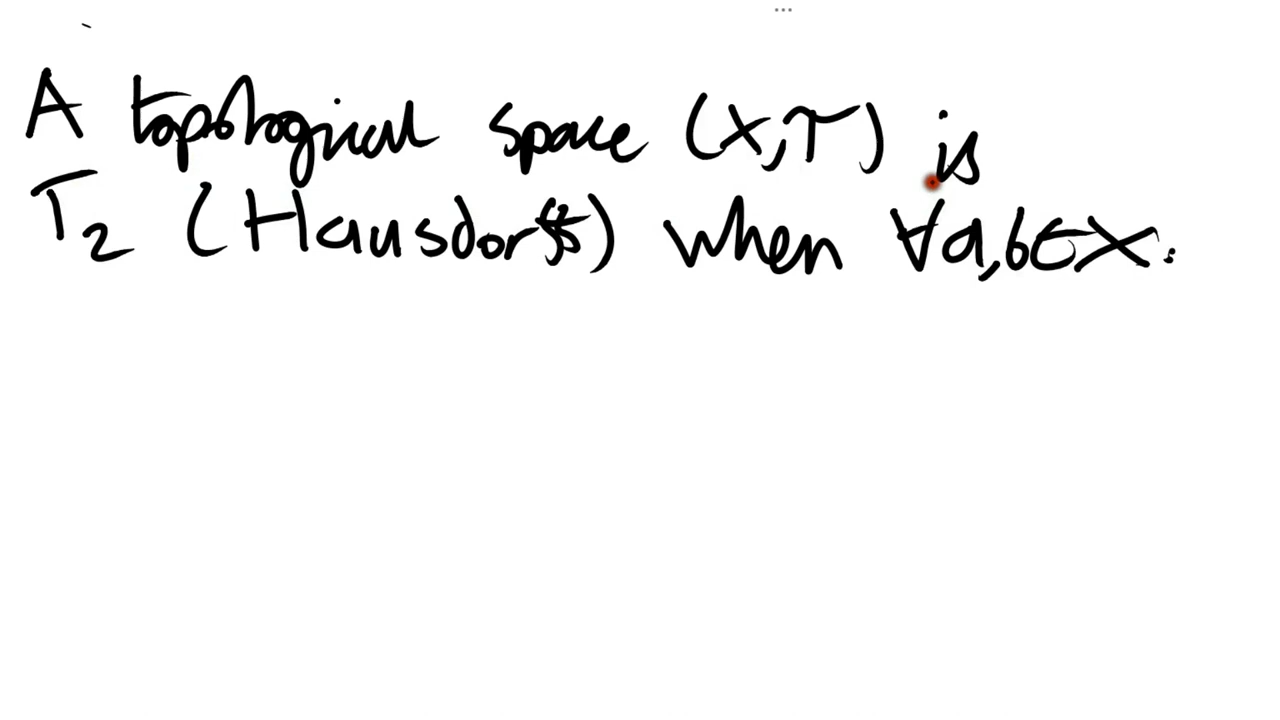 A topological space (X,T) is
T₂ (Hausdorff) when ∀a,b∈X: